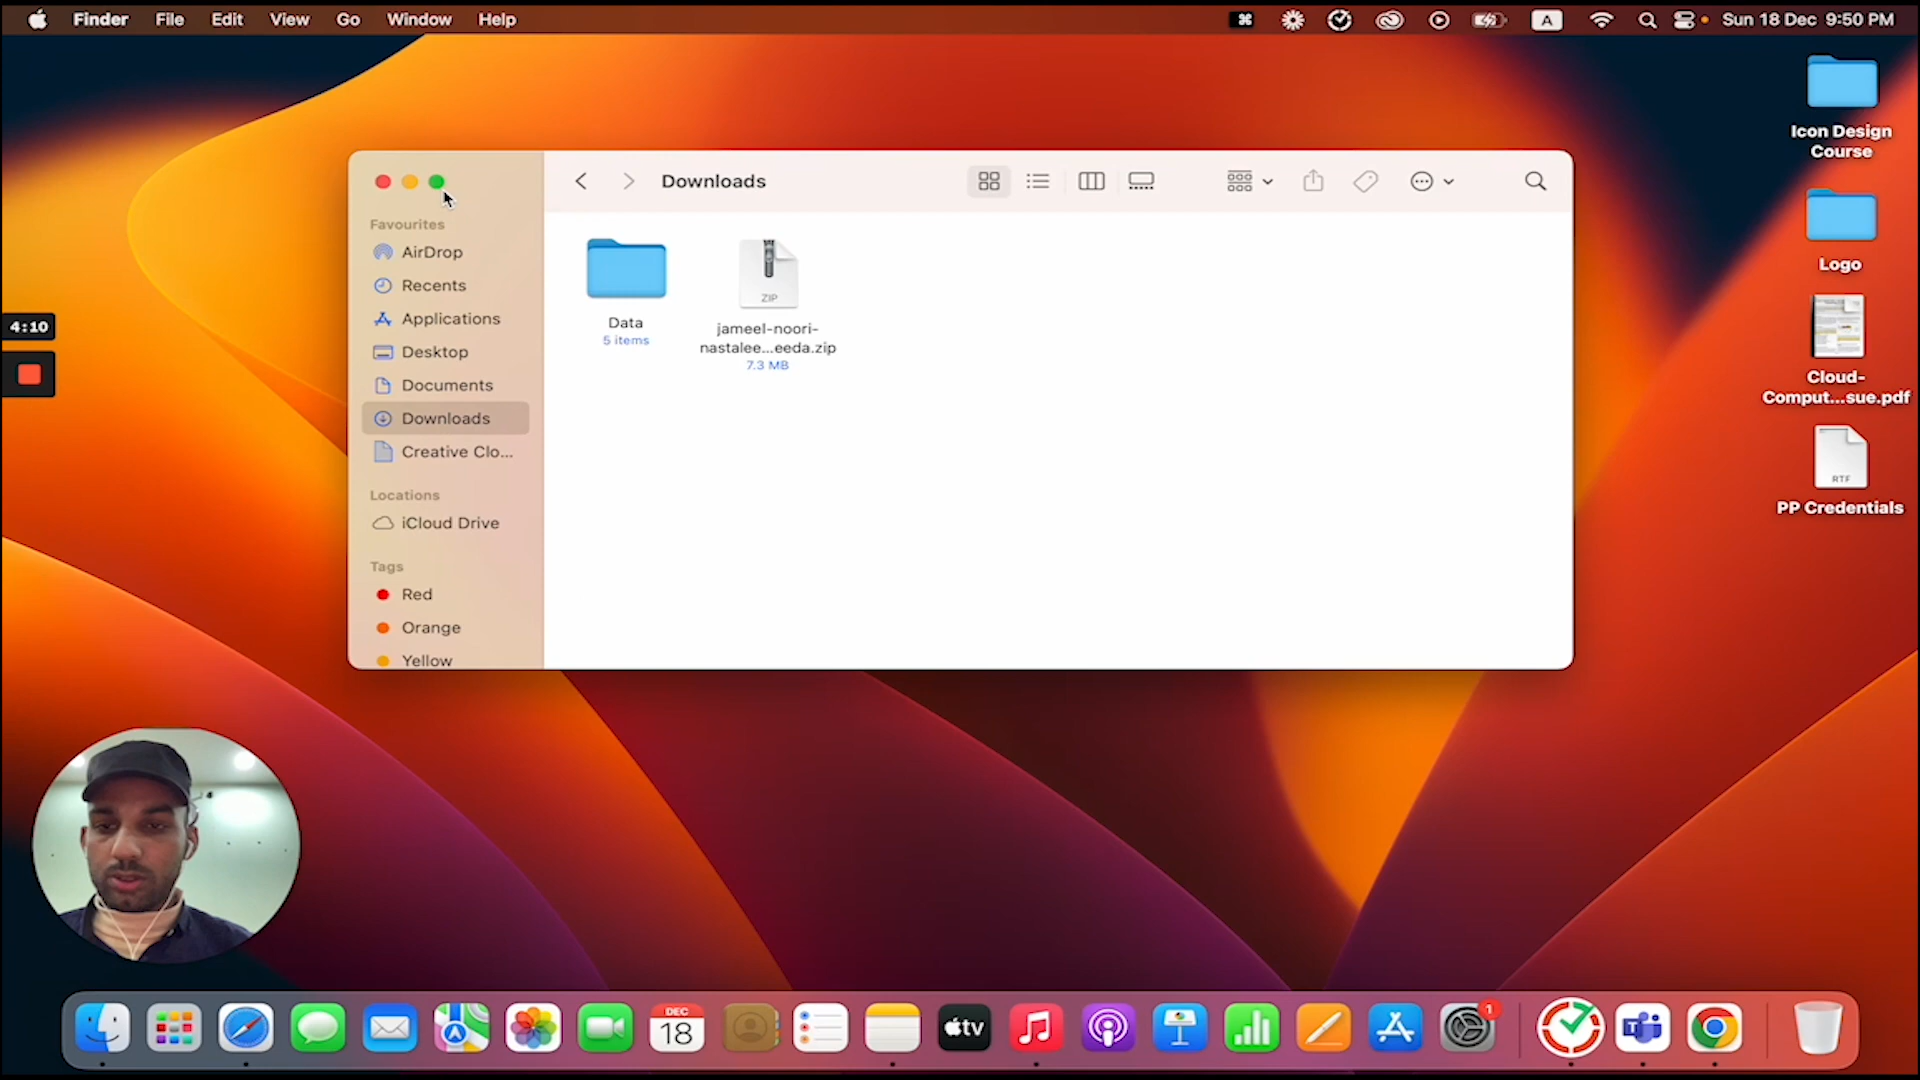 Finder File Edit View Go Window Help
A
Sun 18 Dec 9:50 PM
Icon Design
Course
Logo
Cloud-
Comput...sue.pdf
RTF
PP Credentials
4:10
Downloads
Favourites
AirDrop
Recents
Applications
Desktop
Documents
Downloads
Creative Clo...
Locations
iCloud Drive
Tags
Red
Orange
Yellow
Data
5 items
ZIP
jameel-noori-
nastalee...eeda.zip
7.3 MB
DEC
18
tv
1
T